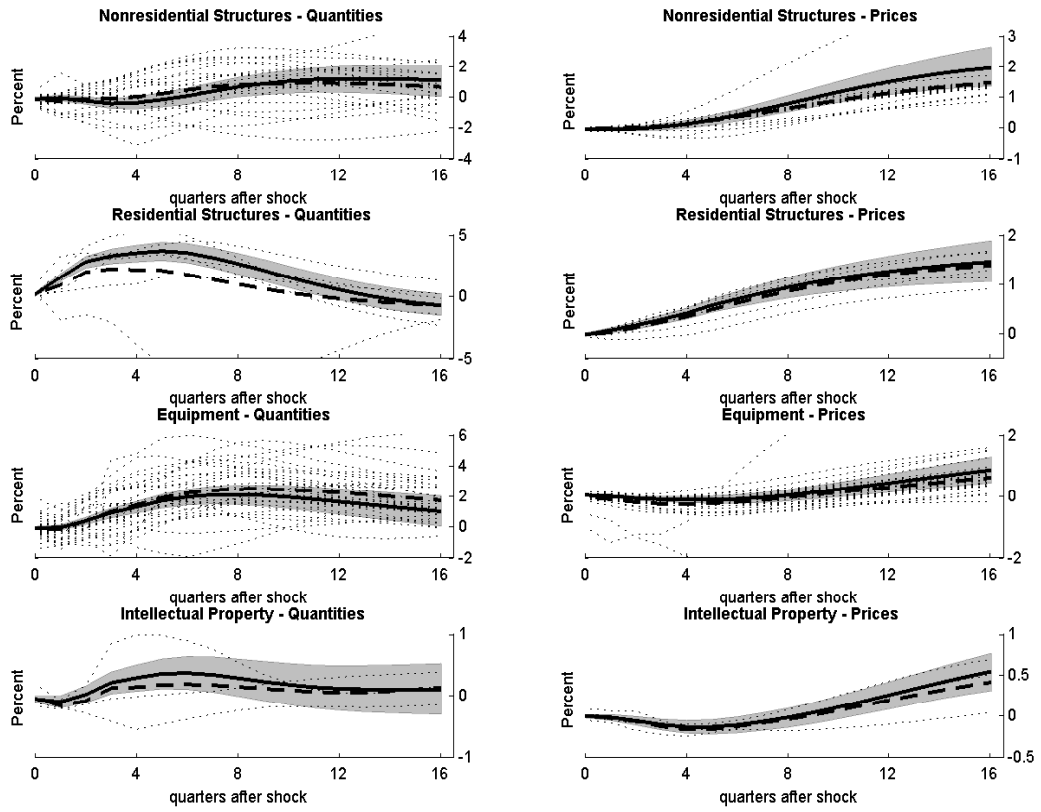 Nonresidential Structures - Quantities
Percent
4
2
0
-2
-4
0 4 8 12 16
quarters after shock
Nonresidential Structures - Prices
Percent
3
2
1
0
-1
0 4 8 12 16
quarters after shock
Residential Structures - Quantities
Percent
5
0
-5
0 4 8 12 16
quarters after shock
Residential Structures - Prices
Percent
2
1
0
0 4 8 12 16
quarters after shock
Equipment - Quantities
Percent
6
4
2
0
-2
0 4 8 12 16
quarters after shock
Equipment - Prices
Percent
2
0
-2
0 4 8 12 16
quarters after shock
Intellectual Property - Quantities
Percent
1
0
-1
0 4 8 12 16
quarters after shock
Intellectual Property - Prices
Percent
1
0.5
0
-0.5
0 4 8 12 16
quarters after shock